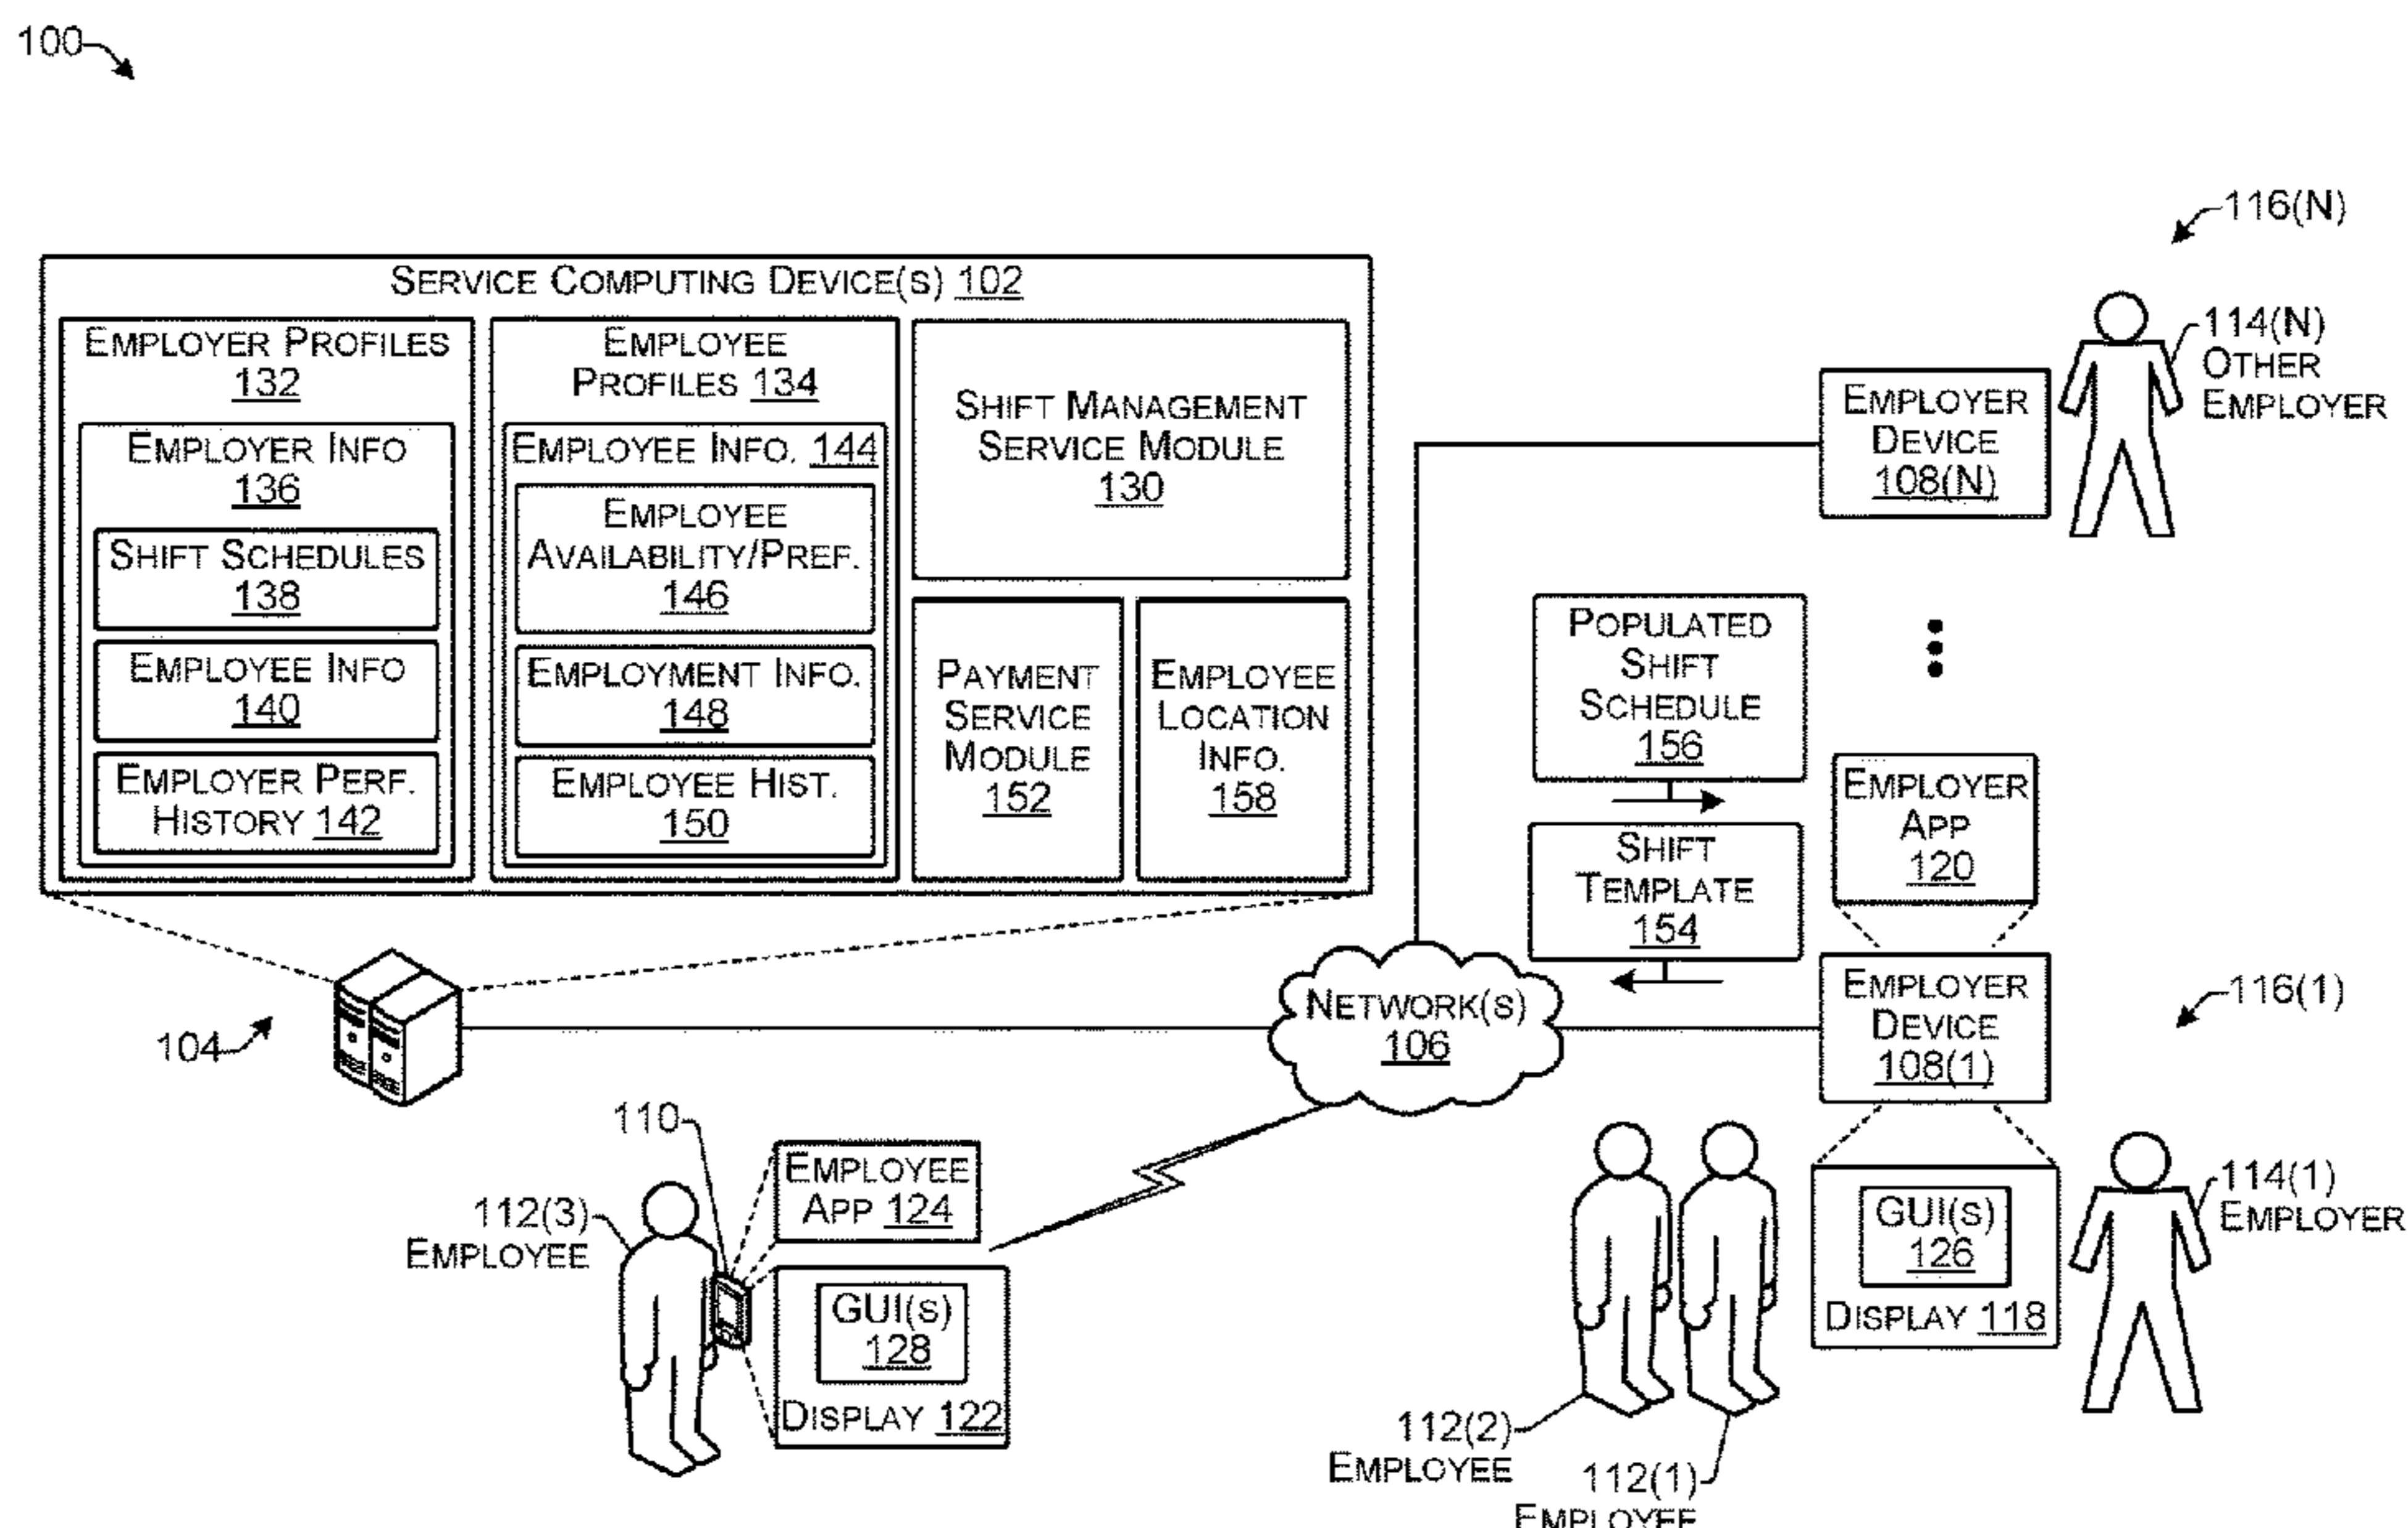 100
SERVICE COMPUTING DEVICE(S) 102
EMPLOYER PROFILES
132
EMPLOYER INFO
136
SHIFT SCHEDULES
138
EMPLOYEE INFO
140
EMPLOYER PERF.
HISTORY 142
EMPLOYEE
PROFILES 134
EMPLOYEE INFO. 144
EMPLOYEE
AVAILABILITY/PREF.
146
EMPLOYMENT INFO.
148
EMPLOYEE HIST.
150
SHIFT MANAGEMENT
SERVICE MODULE
130
PAYMENT
SERVICE
MODULE
152
EMPLOYEE
LOCATION
INFO.
158
116(N)
114(N)
OTHER
EMPLOYER
EMPLOYER
DEVICE
108(N)
POPULATED
SHIFT
SCHEDULE
156
SHIFT
TEMPLATE
154
EMPLOYER
APP
120
EMPLOYER
DEVICE
108(1)
116(1)
NETWORK(S)
106
104
110
EMPLOYEE
APP 124
112(3)
EMPLOYEE
GUI(S)
128
DISPLAY 122
GUI(S)
126
DISPLAY 118
114(1)
EMPLOYER
112(2)
EMPLOYEE
112(1)
EMPLOYEE